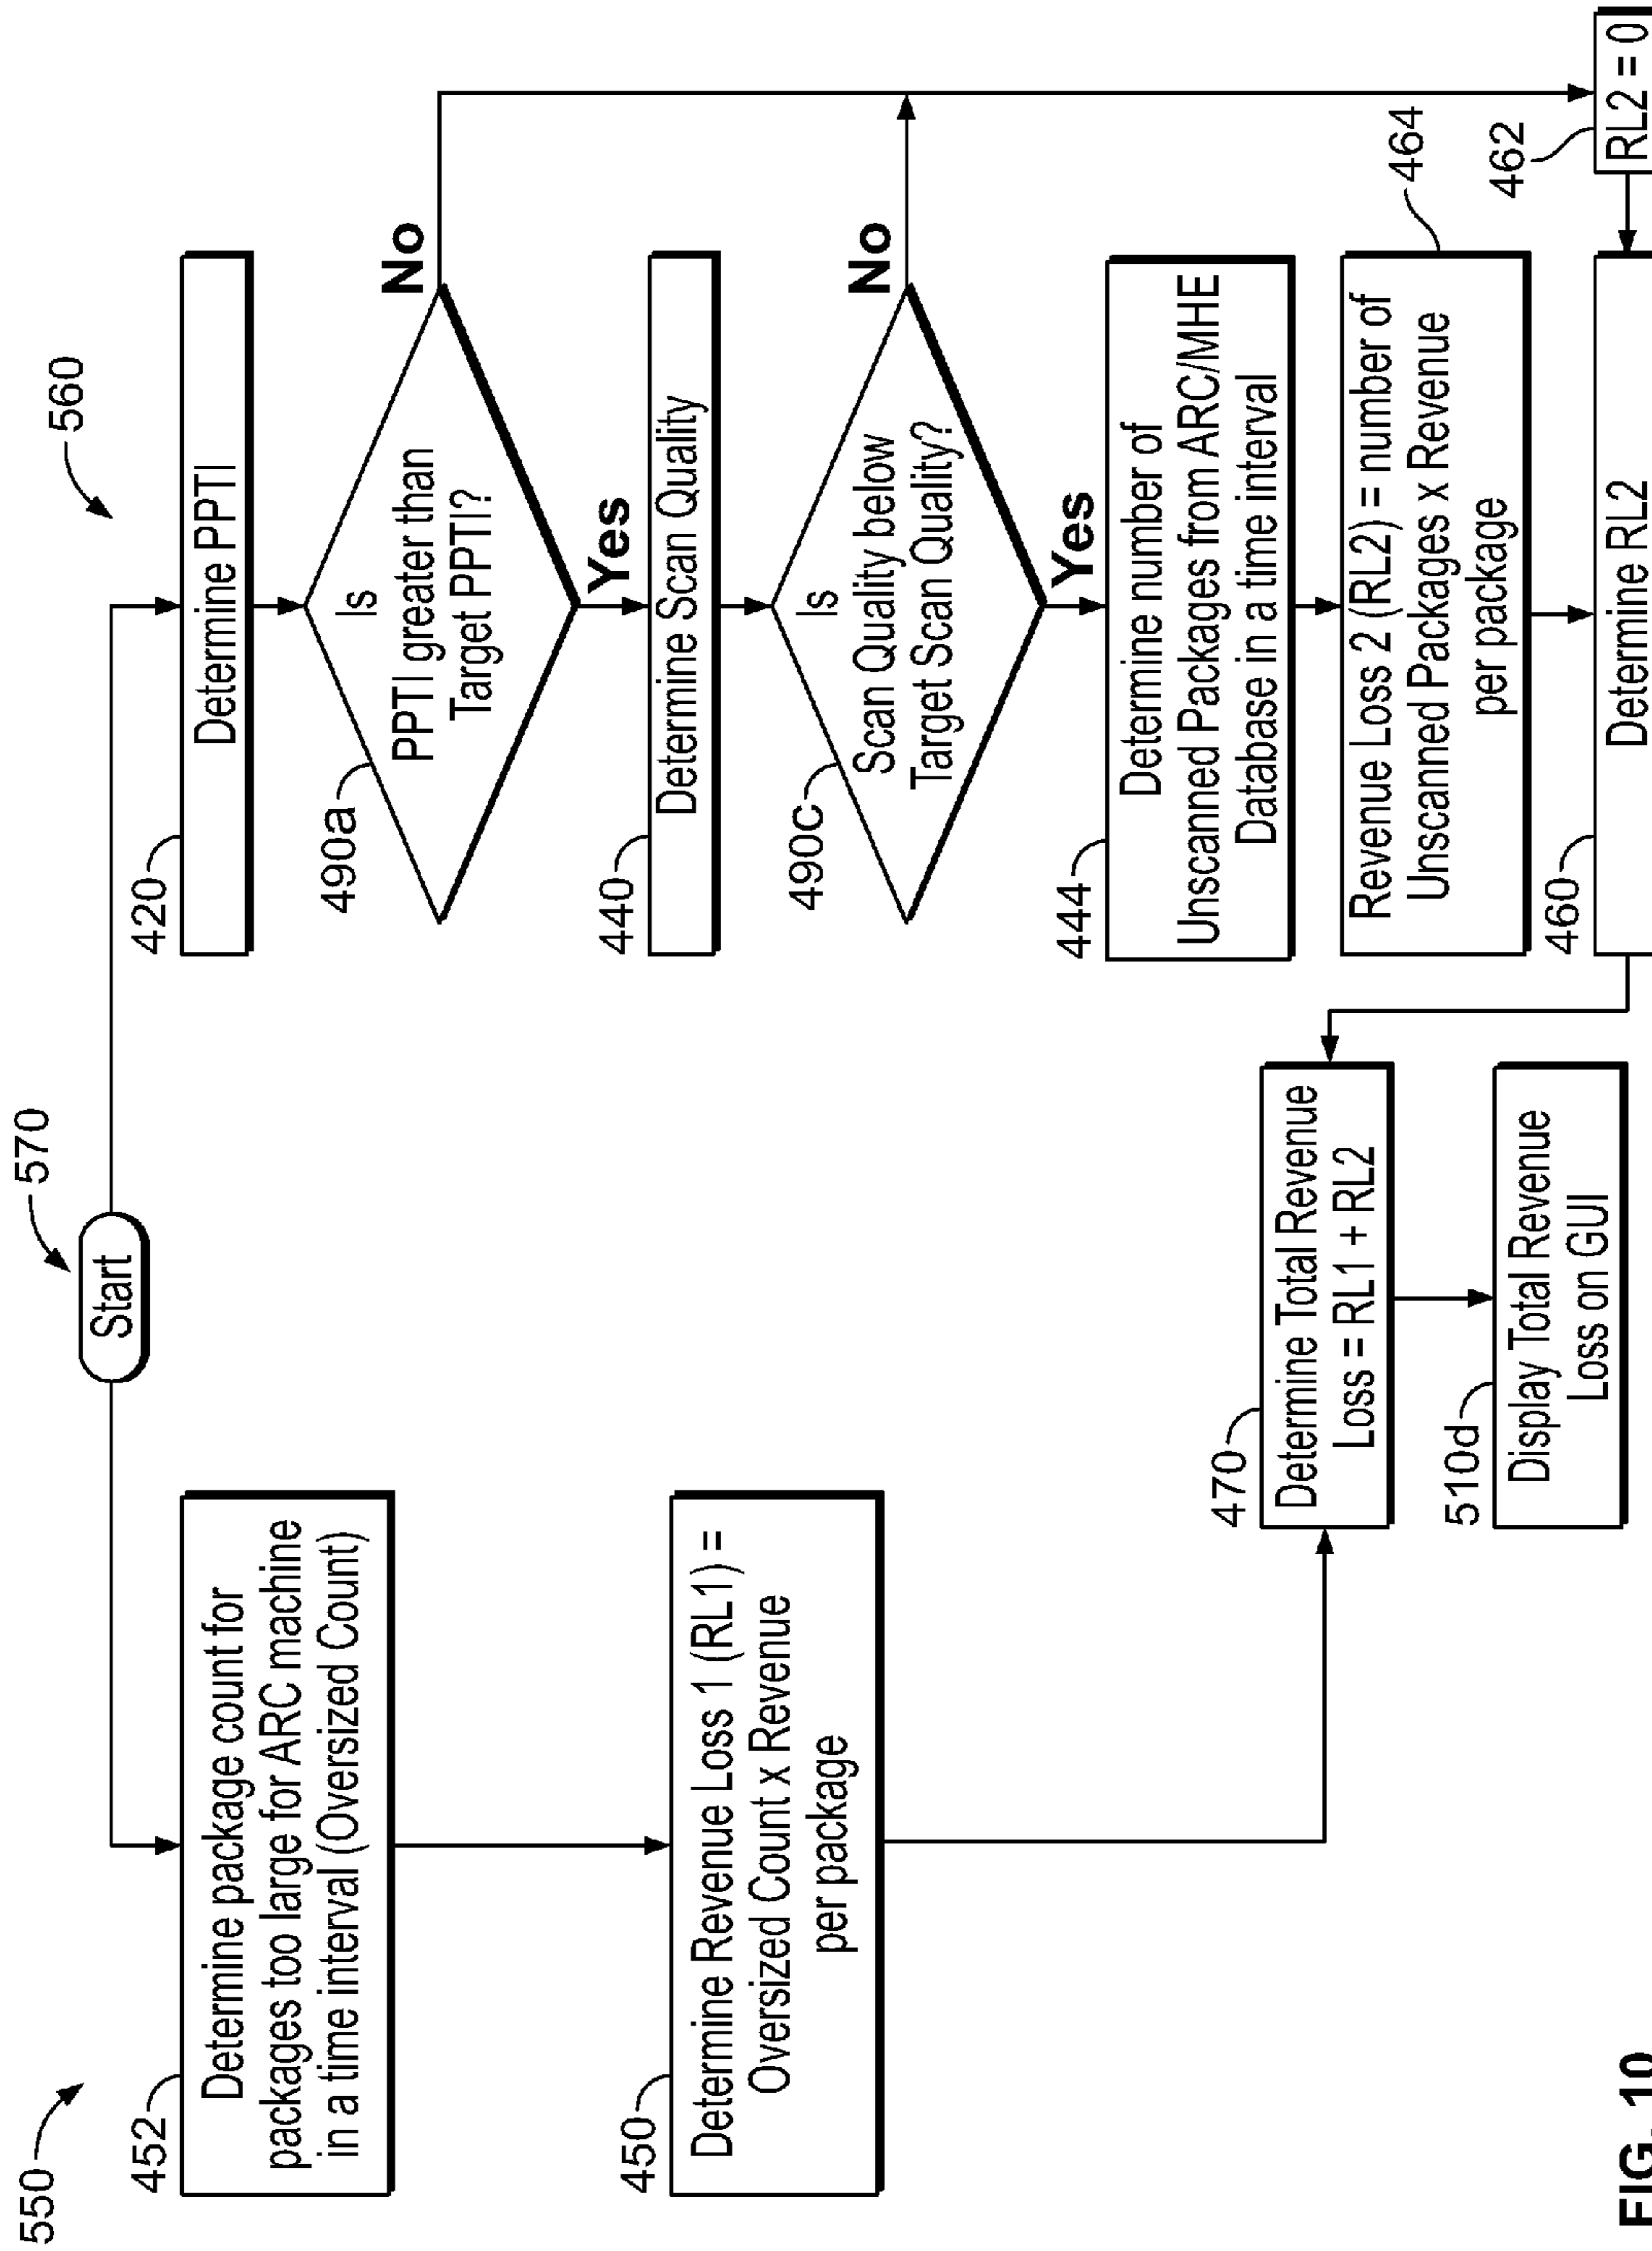 570
Start
550
452
Determine package count for
packages too large for ARC machine
in a time interval (Oversized Count)
450
Determine Revenue Loss 1 (RL1) =
Oversized Count x Revenue
per package
560
420
Determine PPTI
490a
Is
PPTI greater than
Target PPTI?
No
Yes
440
Determine Scan Quality
490c
Is
Scan Quality below
Target Scan Quality?
No
Yes
444
Determine number of
Unscanned Packages from ARC/MHE
Database in a time interval
464
Revenue Loss 2 (RL2) = number of
Unscanned Packages x Revenue
per package
462
RL2 = 0
460
Determine RL2
470
Determine Total Revenue
Loss = RL1 + RL2
510d
Display Total Revenue
Loss on GUI
FIG. 10